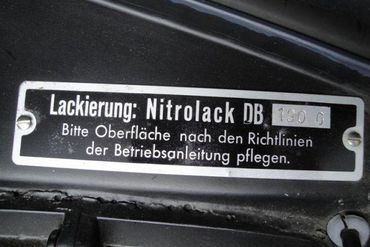 Lackierung: Nitrolack DB 190 G
Bitte Oberfläche nach den Richtlinien
der Betriebsanleitung pflegen.